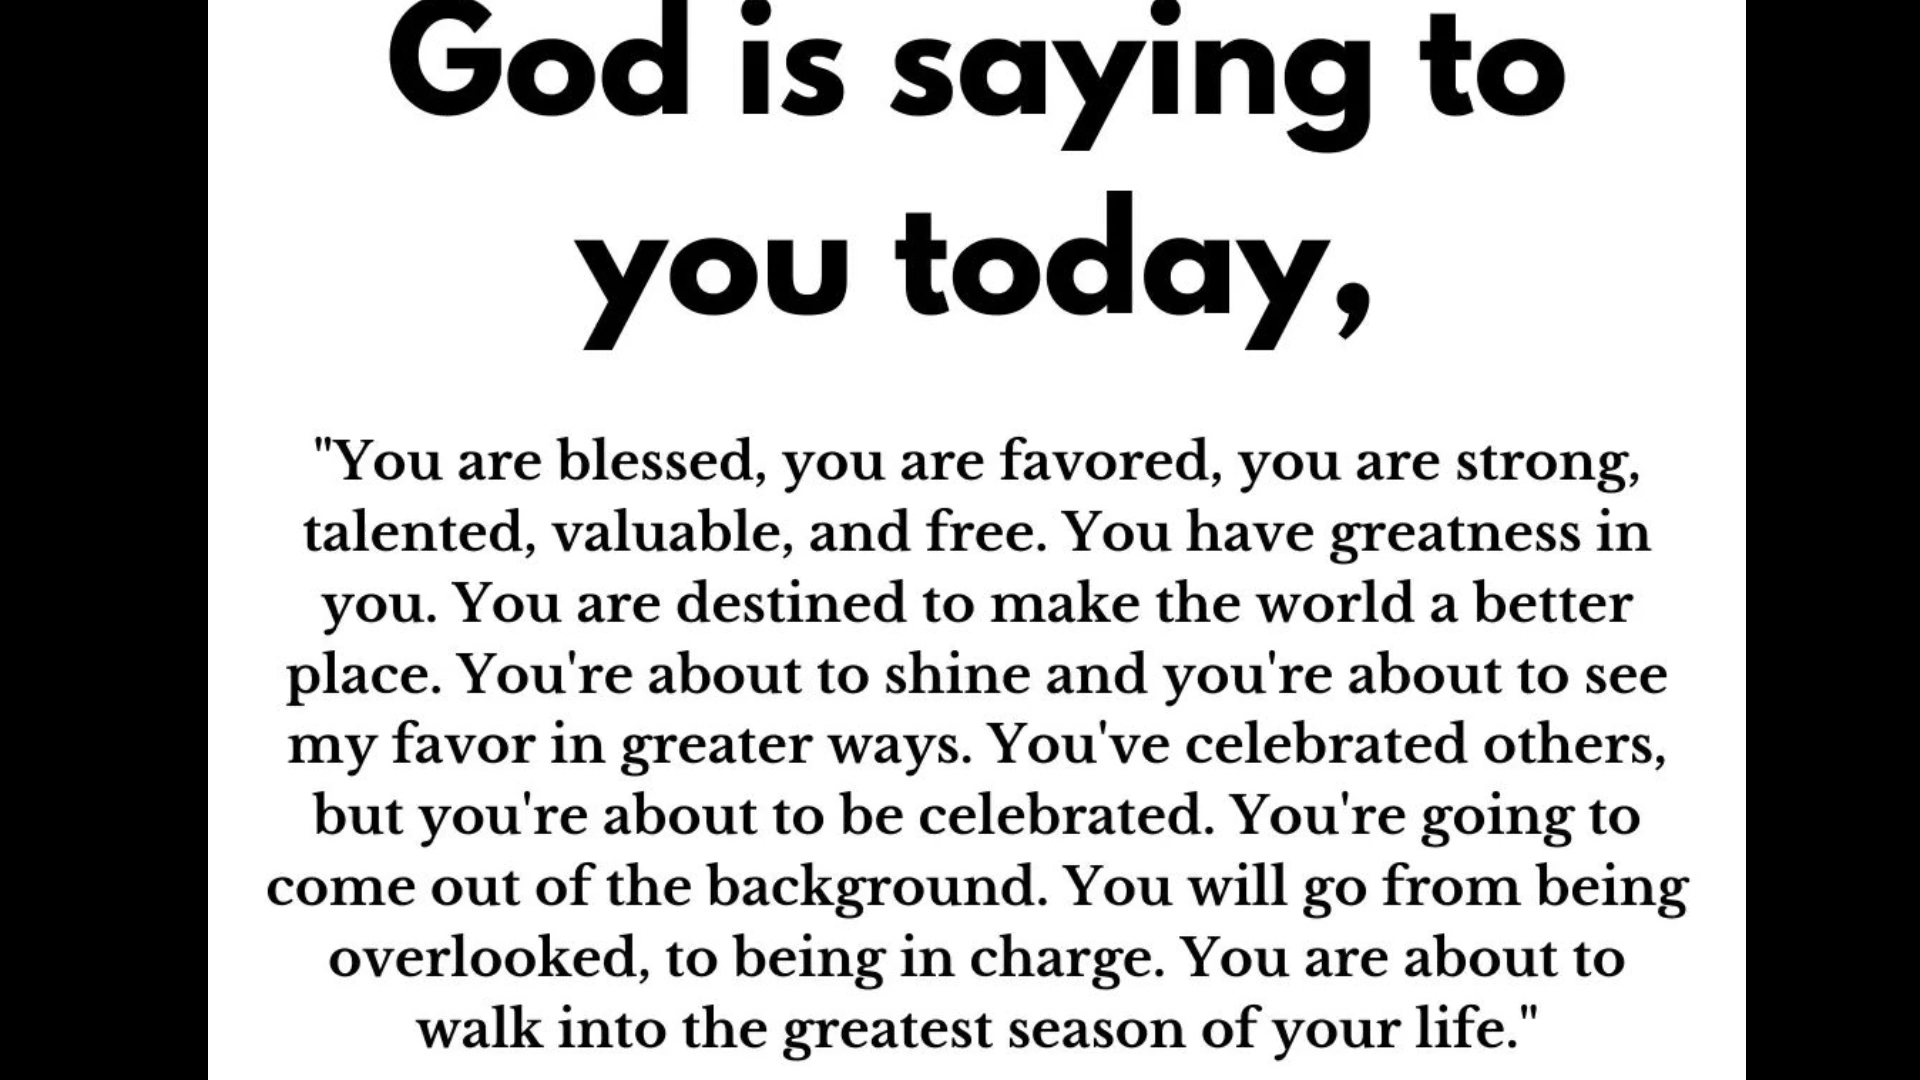 God is saying to
you today,
"You are blessed, you are favored, you are strong,
talented, valuable, and free. You have greatness in
you. You are destined to make the world a better
place. You're about to shine and you're about to see
my favor in greater ways. You've celebrated others,
but you're about to be celebrated. You're going to
come out of the background. You will go from being
overlooked, to being in charge. You are about to
walk into the greatest season of your life."